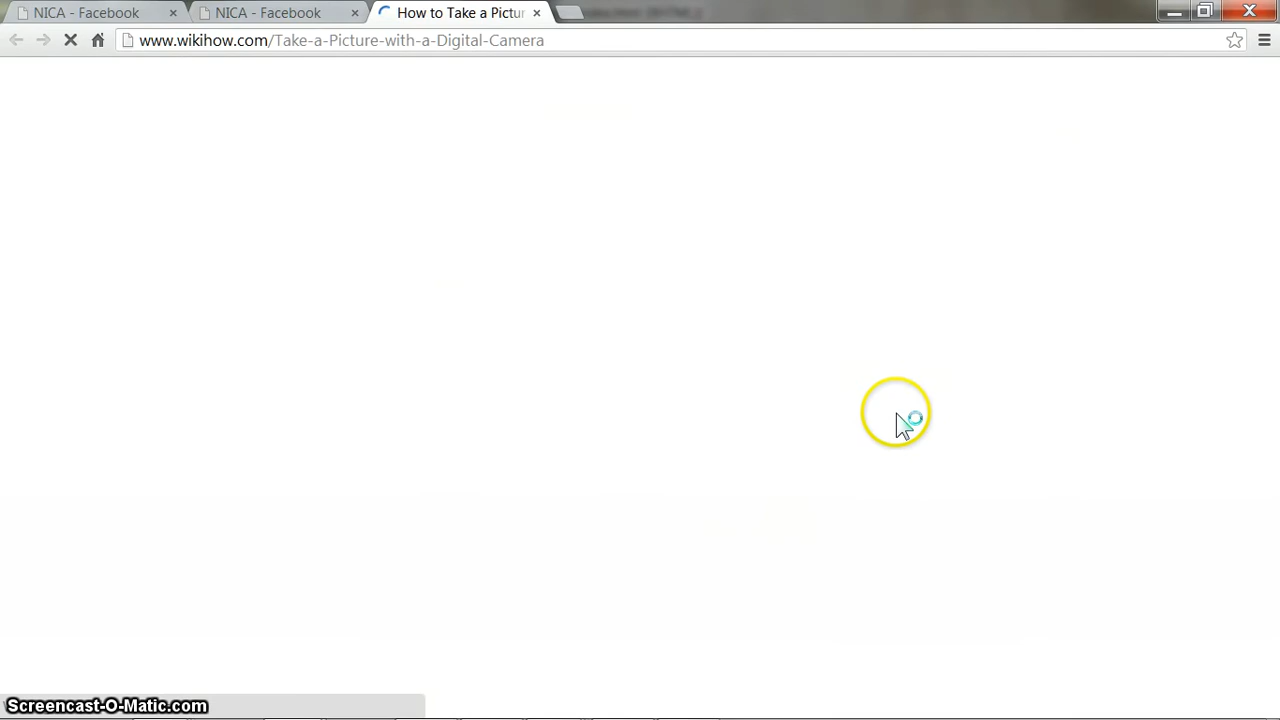 NICA - Facebook
NICA - Facebook
How to Take a Pictur
www.wikihow.com/Take-a-Picture-with-a-Digital-Camera
Screencast-O-Matic.com